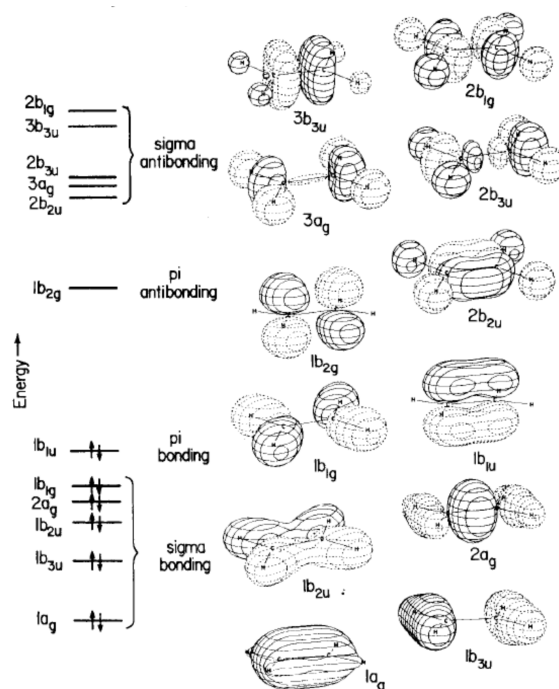 2b1g
3b3u
2b3u
3ag
2b2u
sigma
antibonding
1b2g
pi
antibonding
Energy →
1b1u
pi
bonding
1b1g
2ag
1b2u
1b3u
1ag
sigma
bonding
3b3u
2b1g
3ag
2b3u
1b2g
2b2u
1b1g
1b1u
1b2u
2ag
1ag
1b3u